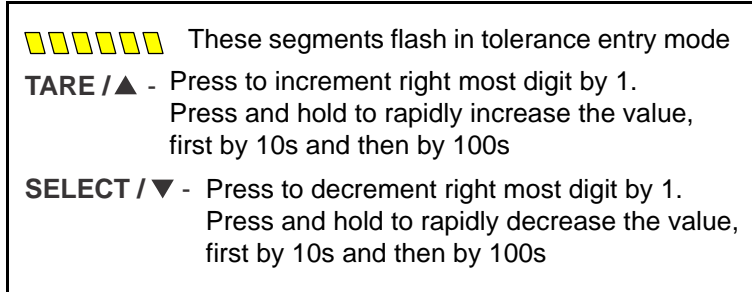 These segments flash in tolerance entry mode
TARE /▲ - Press to increment right most digit by 1.
Press and hold to rapidly increase the value,
first by 10s and then by 100s
SELECT / ▼ - Press to decrement right most digit by 1.
Press and hold to rapidly decrease the value,
first by 10s and then by 100s